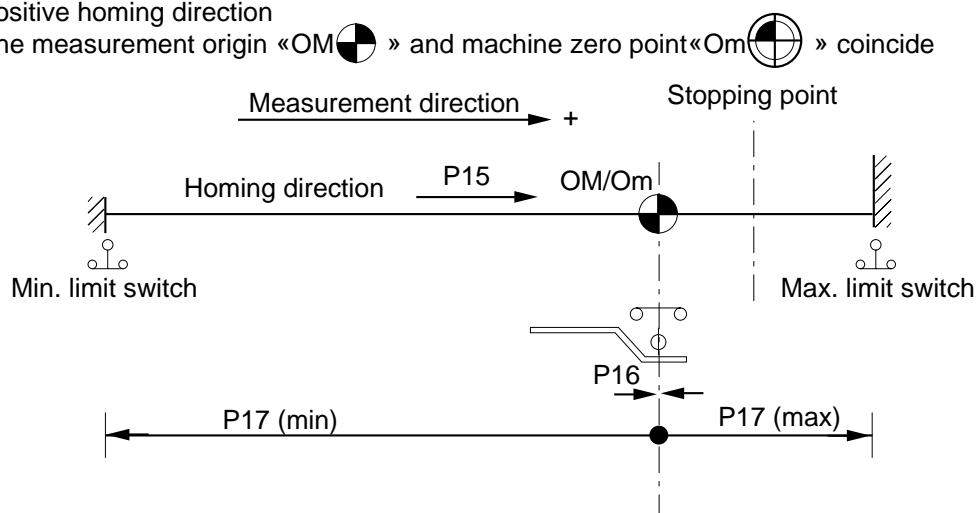 ositive homing direction
ne measurement origin «OM » and machine zero point«Om » coincide
Measurement direction +
Stopping point
Homing direction P15 OM/Om
Min. limit switch Max. limit switch
P16
P17 (min) P17 (max)